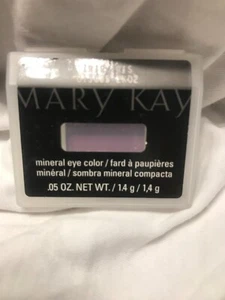 MARY KAY
mineral eye color / fard à paupières
minéral / sombra mineral compacta
.05 OZ. NET WT. / 1.4 g / 1,4 g